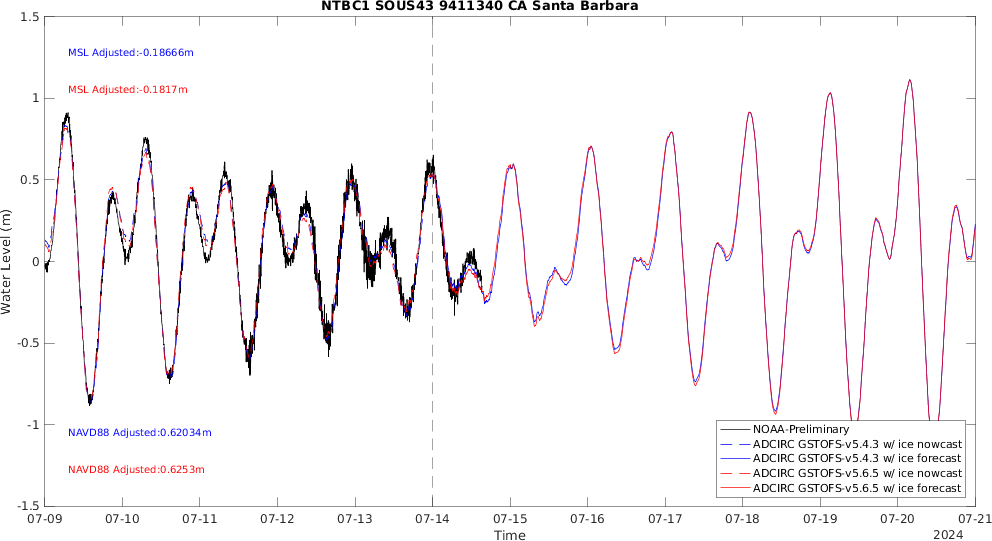 NTBC1 SOUS43 9411340 CA Santa Barbara
1.5
1
0.5
0
-0.5
-1
-1.5
Water Level (m)
MSL Adjusted:-0.18666m
MSL Adjusted:-0.1817m
NAVD88 Adjusted:0.62034m
NAVD88 Adjusted:0.6253m
NOAA-Preliminary
ADCIRC GSTOFS-v5.4.3 w/ ice nowcast
ADCIRC GSTOFS-v5.4.3 w/ ice forecast
ADCIRC GSTOFS-v5.6.5 w/ ice nowcast
ADCIRC GSTOFS-v5.6.5 w/ ice forecast
07-09 07-10 07-11 07-12 07-13 07-14 07-15 07-16 07-17 07-18 07-19 07-20 07-21
Time
2024